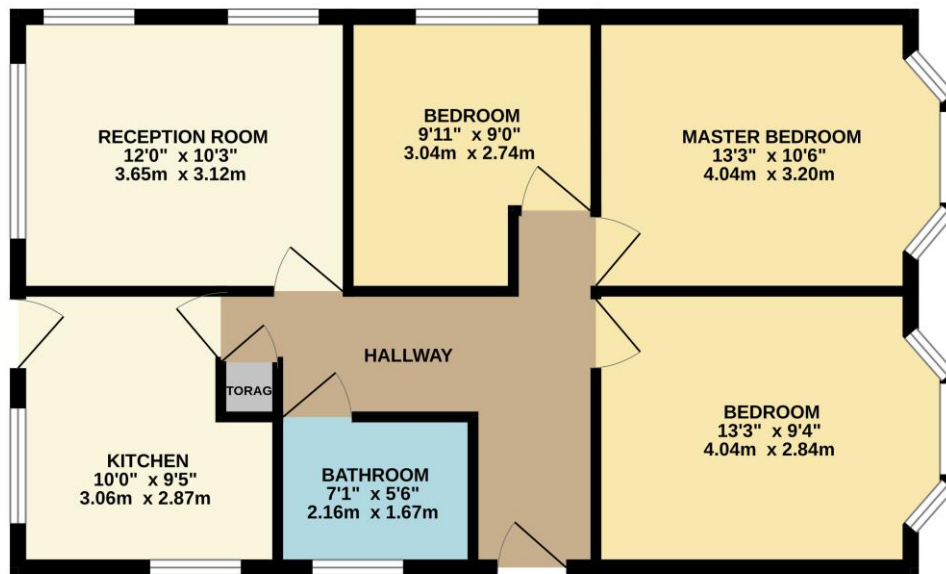 RECEPTION ROOM
12'0" x 10'3"
3.65m x 3.12m
BEDROOM
9'11" x 9'0"
3.04m x 2.74m
MASTER BEDROOM
13'3" x 10'6"
4.04m x 3.20m
HALLWAY
TORAG
KITCHEN
10'0" x 9'5"
3.06m x 2.87m
BATHROOM
7'1" x 5'6"
2.16m x 1.67m
BEDROOM
13'3" x 9'4"
4.04m x 2.84m